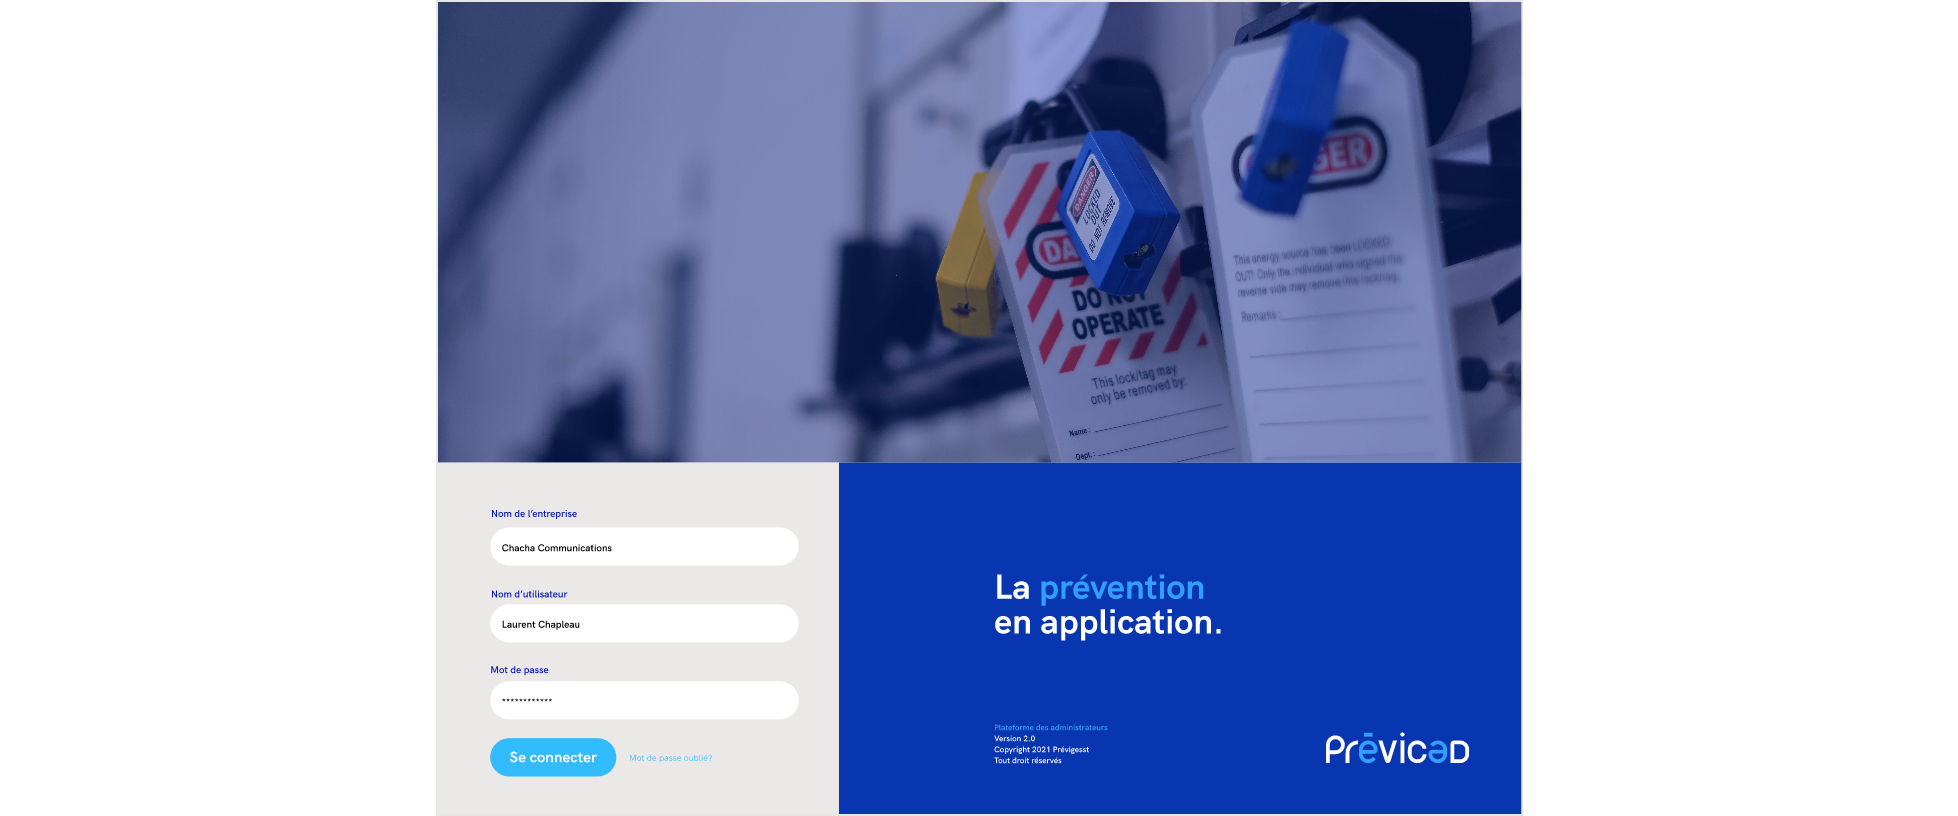 DANGER
LOCKED
OUT
DO NOT REMOVE
DA
DO NOT
OPERATE
This lock/tag may
only be removed by:
Name :
Dept. :
GER
This energy source has been LOCKED
OUT! Only the individual who signed the
reverse side may remove this lock/tag.
Remarks :
Nom de l’entreprise
Chacha Communications
Nom d’utilisateur
Laurent Chapleau
Mot de passe
************
Se connecter
Mot de passe oublié?
La prévention
en application.
Plateforme des administrateurs
Version 2.0
Copyright 2021 Prévigesst
Tout droit réservés
Prēvicad